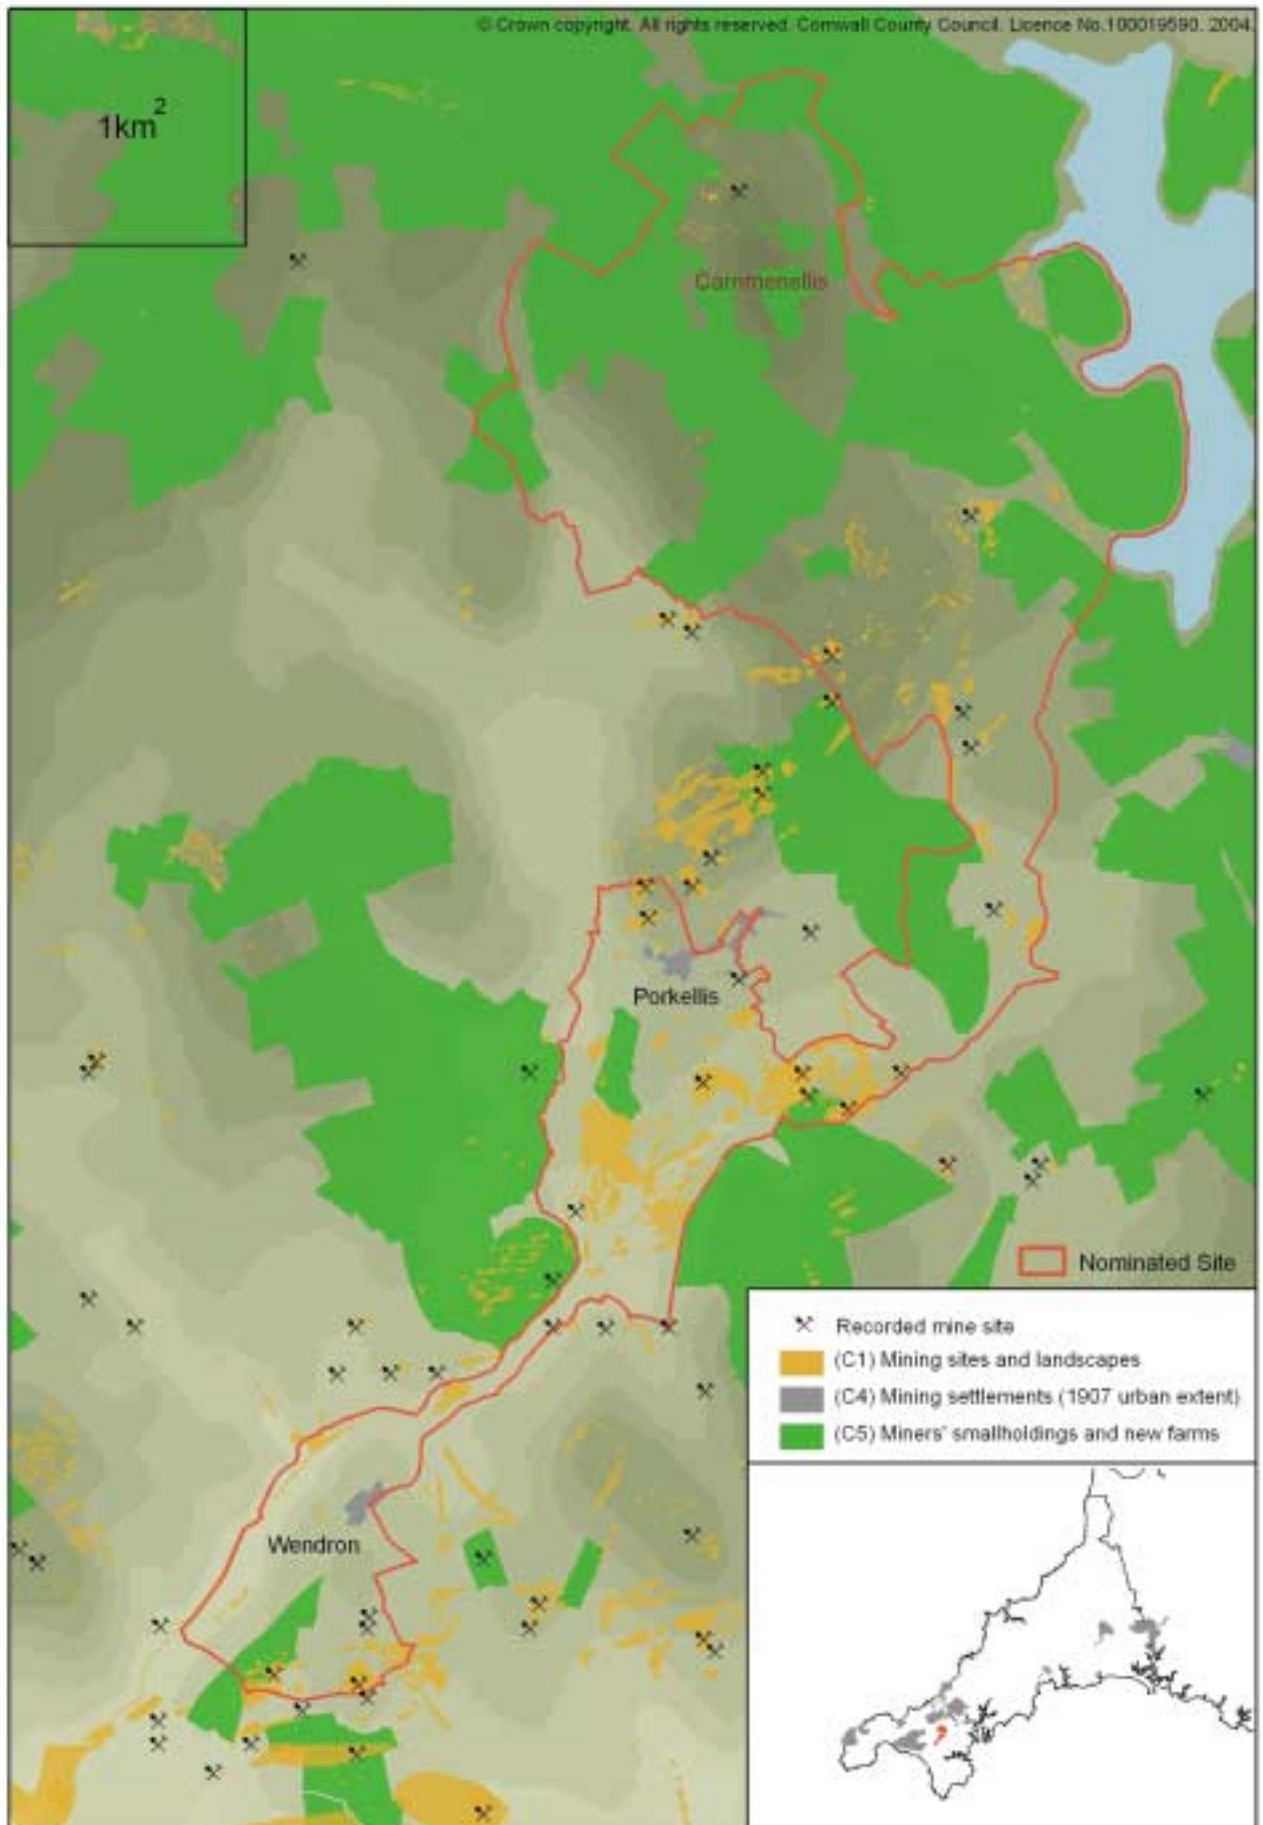 © Crown copyright. All rights reserved. Cornwall County Council. Licence No.100019590. 2004.
1km²
Carnmenellis
Porkellis
Nominated Site
Recorded mine site
(C1) Mining sites and landscapes
(C4) Mining settlements (1907 urban extent)
(C5) Miners' smallholdings and new farms
Wendron